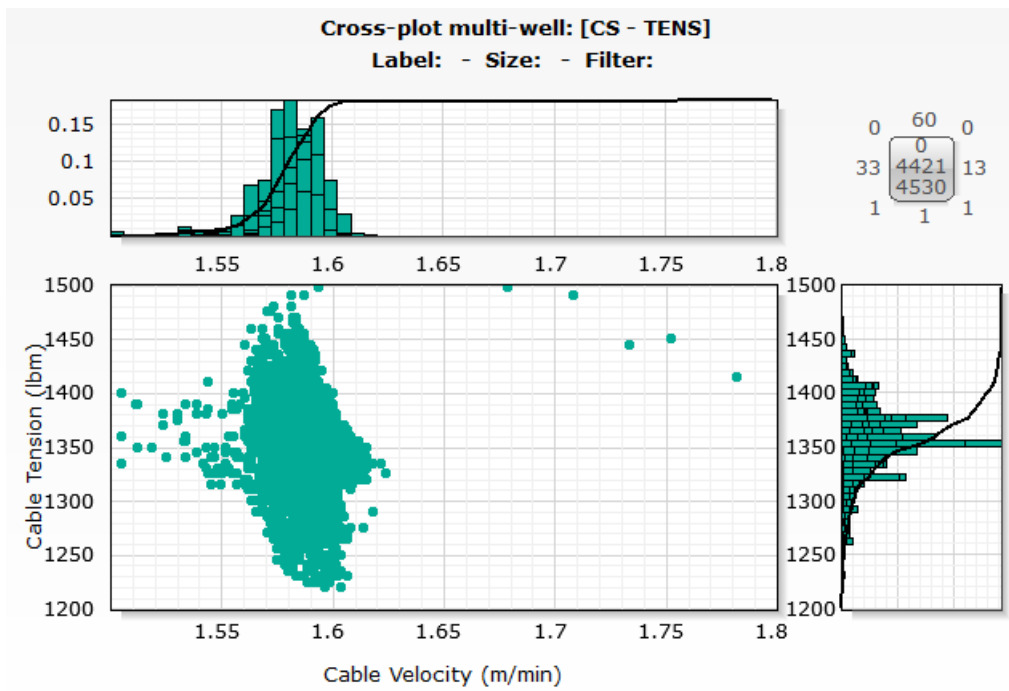 Cross-plot multi-well: [CS - TENS]
Label: - Size: - Filter:
0.15
0.1
0.05
0 60 0
0
33 4421 13
4530
1 1 1
1.55 1.6 1.65 1.7 1.75 1.8
1500 1500
1450 1450
1400 1400
1350 1350
1300 1300
1250 1250
1200 1200
Cable Tension (lbm)
1.55 1.6 1.65 1.7 1.75 1.8
Cable Velocity (m/min)